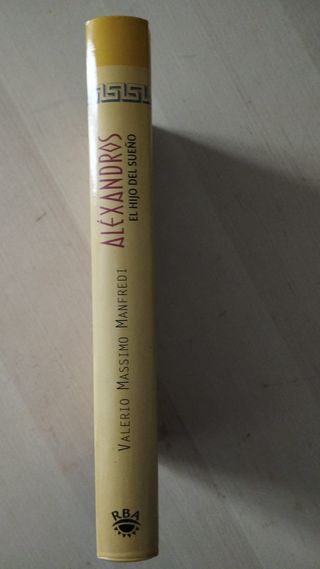 ALÉXANDROS
EL HIJO DEL SUEÑO
VALERIO MASSIMO MANFREDI
RBA